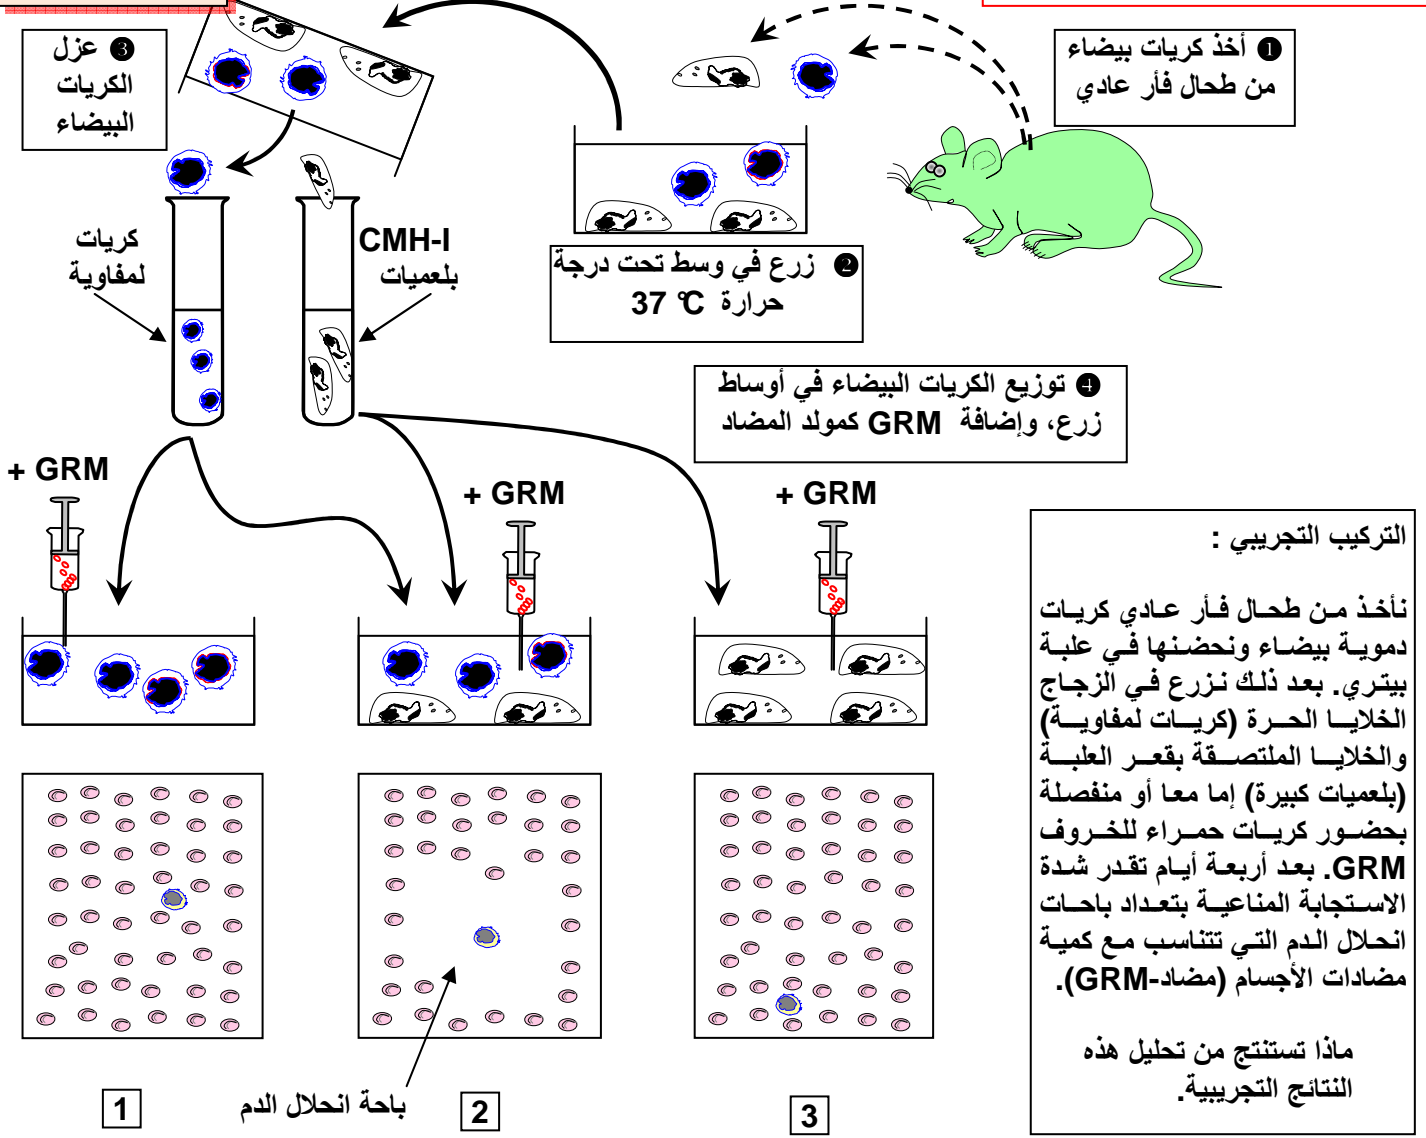 ❶ أخذ كريات بيضاء
من طحال فأر عادي
❸ عزل
الكريات
البيضاء
كريات
لمفاوية
CMH-I
بلعميات
❷ زرع في وسط تحت درجة
حرارة 37 °C
❹ توزيع الكريات البيضاء في أوساط
زرع، وإضافة GRM كمولد المضاد
+ GRM
+ GRM
+ GRM
التركيب التجريبي :
نأخذ من طحال فأر عادي كريات
دموية بيضاء ونحضنها في علبة
بيتري. بعد ذلك نزرع في الزجاج
الخلايا الحرة (كريات لمفاوية)
والخلايا الملتصقة بقعر العلبة
(بلعميات كبيرة) إما معا أو منفصلة
بحضور كريات حمراء للخروف
GRM. بعد أربعة أيام تقدر شدة
الاستجابة المناعية بتعداد باحات
انحلال الدم التي تتناسب مع كمية
مضادات الأجسام (مضاد-GRM).
ماذا تستنتج من تحليل هذه
النتائج التجريبية.
1
باحة انحلال الدم
2
3